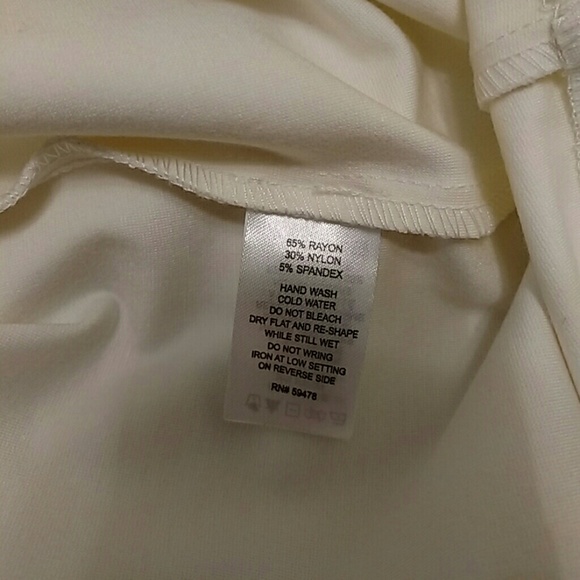 65% RAYON
30% NYLON
5% SPANDEX
HAND WASH
COLD WATER
DO NOT BLEACH
DRY FLAT AND RE-SHAPE
WHILE STILL WET
DO NOT WRING
IRON AT LOW SETTING
ON REVERSE SIDE
RN# 59478